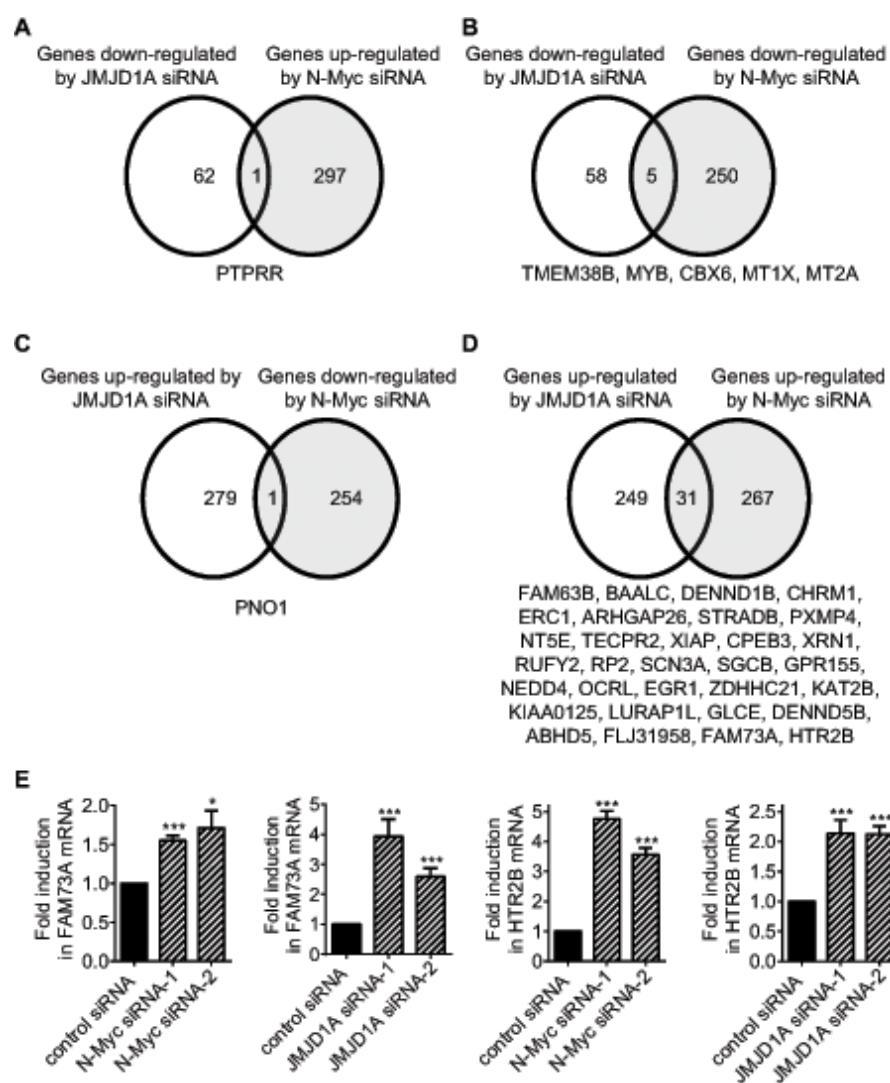 A
Genes down-regulated
by JMJD1A siRNA
Genes up-regulated
by N-Myc siRNA
62
1
297
PTPRR
B
Genes down-regulated
by JMJD1A siRNA
Genes down-regulated
by N-Myc siRNA
58
5
250
TMEM38B, MYB, CBX6, MT1X, MT2A
C
Genes up-regulated by
JMJD1A siRNA
Genes down-regulated
by N-Myc siRNA
279
1
254
PNO1
D
Genes up-regulated
by JMJD1A siRNA
Genes up-regulated
by N-Myc siRNA
249
31
267
FAM63B, BAALC, DENND1B, CHRM1,
ERC1, ARHGAP26, STRADB, PXMP4,
NT5E, TECPR2, XIAP, CPEB3, XRN1,
RUFY2, RP2, SCN3A, SGCB, GPR155,
NEDD4, OCRL, EGR1, ZDHHC21, KAT2B,
KIAA0125, LURAP1L, GLCE, DENND5B,
ABHD5, FLJ31958, FAM73A, HTR2B
E
Fold induction
in FAM73A mRNA
2.0
1.5
1.0
0.5
0.0
***
*
control siRNA
N-Myc siRNA-1
N-Myc siRNA-2
Fold induction
in FAM73A mRNA
5
4
3
2
1
0
***
***
control siRNA
JMJD1A siRNA-1
JMJD1A siRNA-2
Fold induction
in HTR2B mRNA
5
4
3
2
1
0
***
***
control siRNA
N-Myc siRNA-1
N-Myc siRNA-2
Fold induction
in HTR2B mRNA
2.5
2.0
1.5
1.0
0.5
0.0
***
***
control siRNA
JMJD1A siRNA-1
JMJD1A siRNA-2